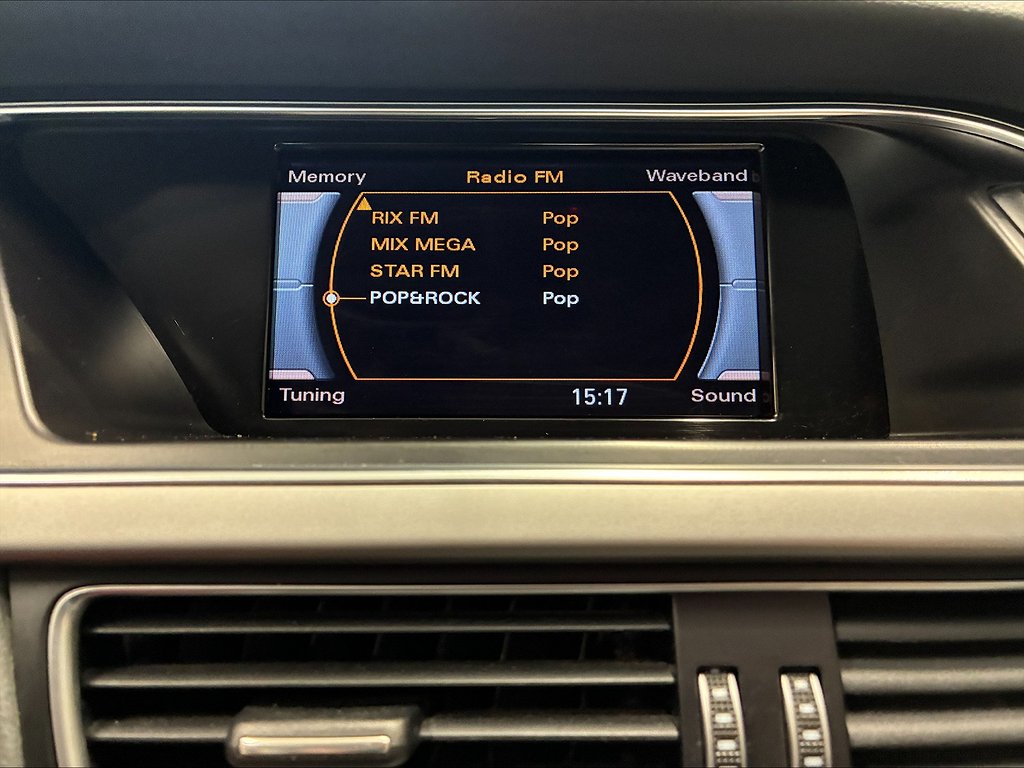 Memory Radio FM Waveband
RIX FM Pop
MIX MEGA Pop
STAR FM Pop
POP&ROCK Pop
Tuning 15:17 Sound